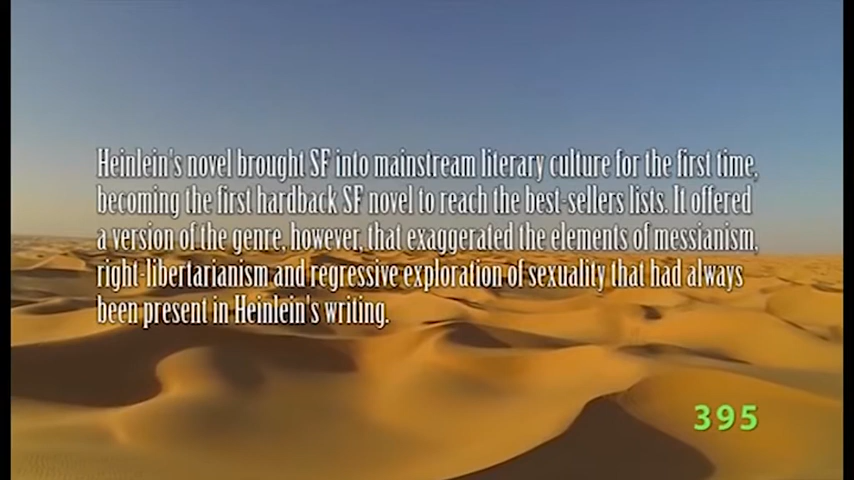 Heinlein's novel brought SF into mainstream literary culture for the first time,
becoming the first hardback SF novel to reach the best-sellers lists. It offered
a version of the genre, however, that exaggerated the elements of messianism,
right-libertarianism and regressive exploration of sexuality that had always
been present in Heinlein's writing.
395